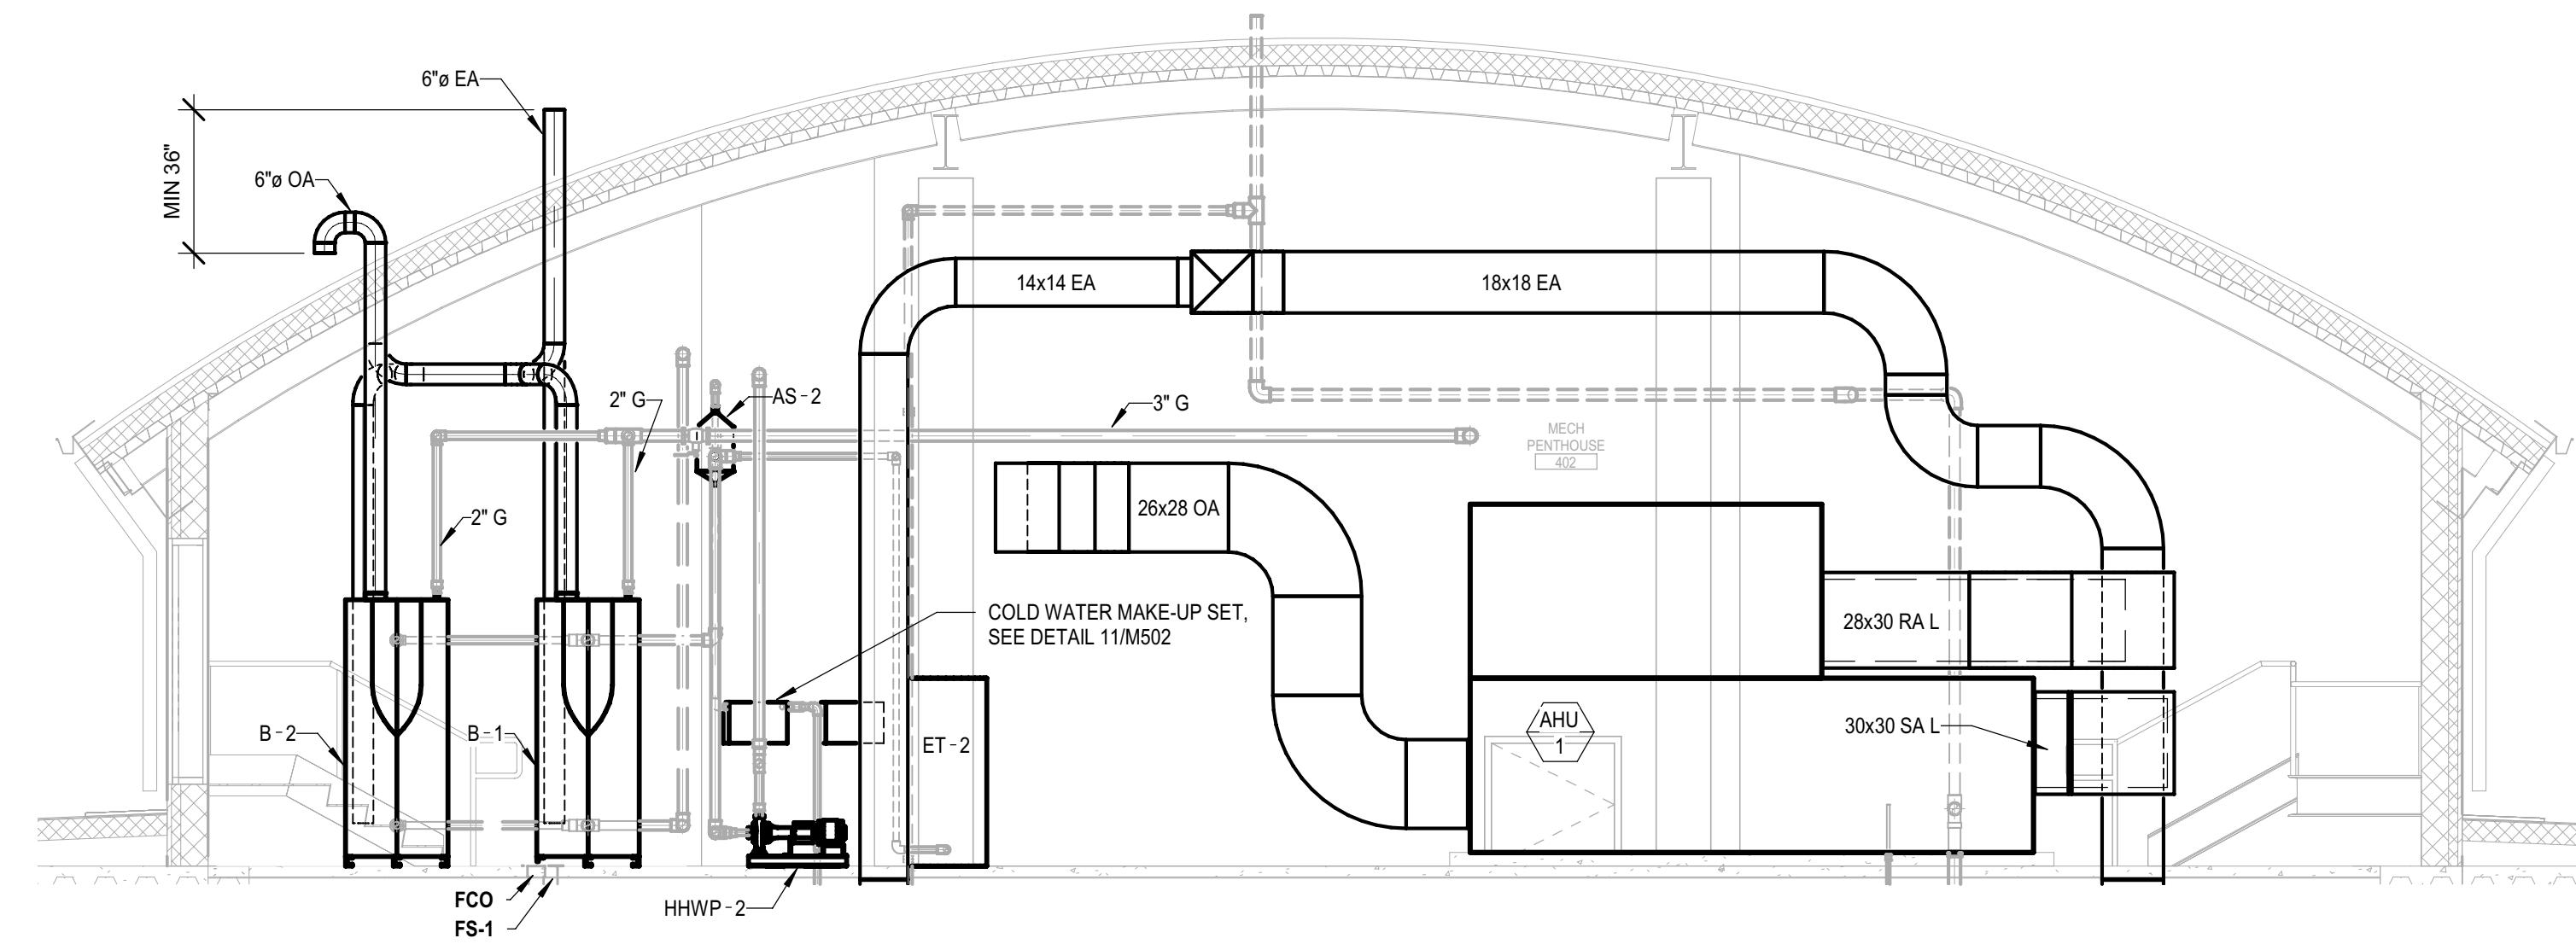 6"ø EA
MIN 36"
6"ø OA
14x14 EA
18x18 EA
2" G
AS-2
3" G
MECH
PENTHOUSE
402
2" G
26x28 OA
COLD WATER MAKE-UP SET,
SEE DETAIL 11/M502
28x30 RA L
B-2
B-1
ET-2
AHU
1
30x30 SA L
FCO
FS-1
HHWP-2